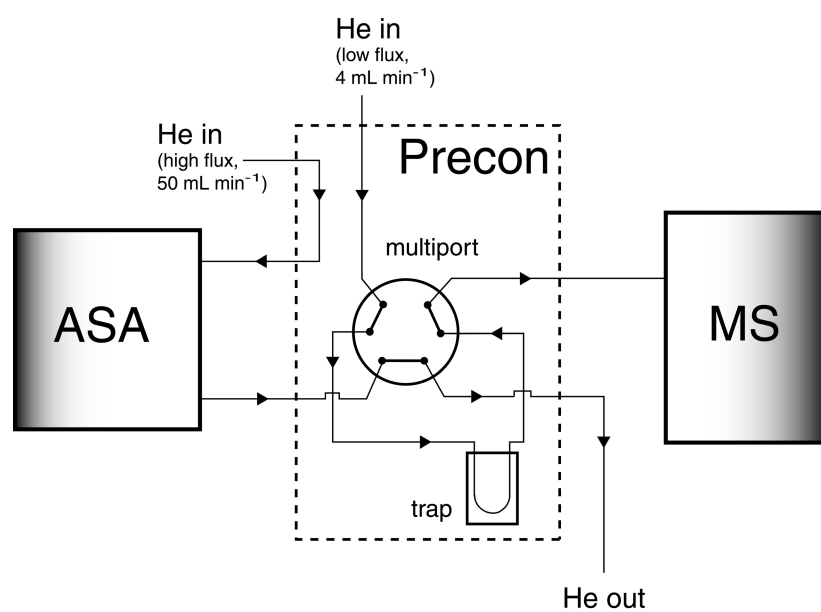 He in
(low flux,
4 mL min⁻¹)
He in
(high flux,
50 mL min⁻¹)
Precon
multiport
ASA
MS
trap
He out